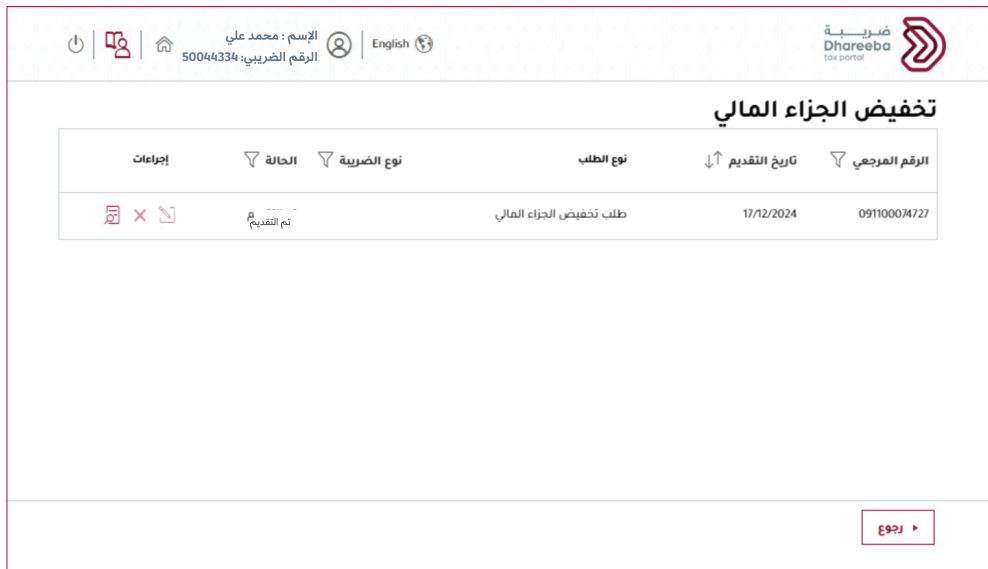 ضريبة
Dhareeba
tax portal
English
الإسم : محمد علي
الرقم الضريبي: 50044334
تخفيض الجزاء المالي
الرقم المرجعي تاريخ التقديم نوع الطلب نوع الضريبة الحالة إجراءات
091100074727 17/12/2024 طلب تخفيض الجزاء المالي تم التقديم
رجوع